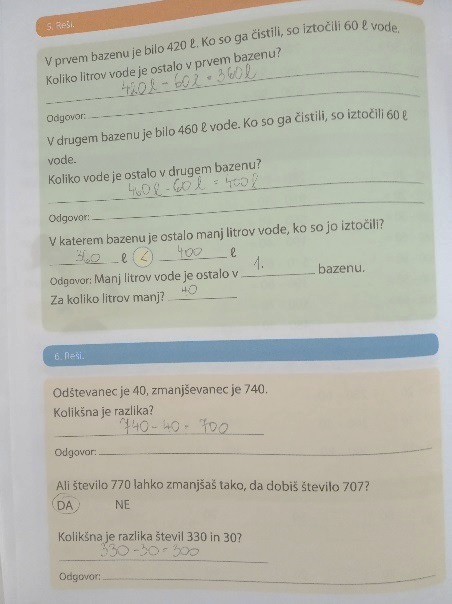 5. Reši.
V prvem bazenu je bilo 420 ℓ. Ko so ga čistili, so iztočili 60 ℓ vode.
Koliko litrov vode je ostalo v prvem bazenu?
420 l - 60 l = 360 l
Odgovor:
V drugem bazenu je bilo 460 ℓ vode. Ko so ga čistili, so iztočili 60 ℓ
vode.
Koliko vode je ostalo v drugem bazenu?
460 l - 60 l = 400 l
Odgovor:
V katerem bazenu je ostalo manj litrov vode, ko so jo iztočili?
360 ℓ < 400 ℓ
Odgovor: Manj litrov vode je ostalo v 1. bazenu.
Za koliko litrov manj? 40
6. Reši.
Odštevanec je 40, zmanjševanec je 740.
Kolikšna je razlika?
740 - 40 = 700
Odgovor:
Ali število 770 lahko zmanjšaš tako, da dobiš število 707?
DA NE
Kolikšna je razlika števil 330 in 30?
330 - 30 = 300
Odgovor: